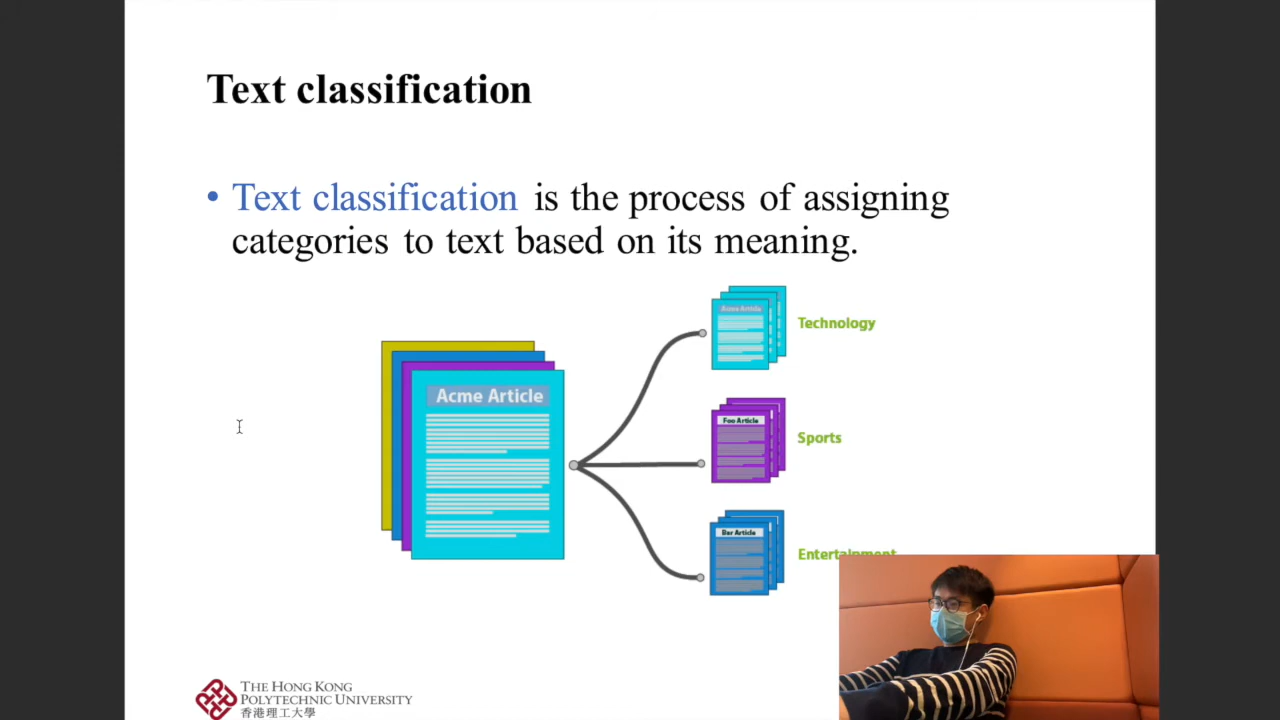 Text classification
• Text classification is the process of assigning
categories to text based on its meaning.
Acme Article
Technology
Acme Article
Foo Article
Sports
Bar Article
Entertainment
THE HONG KONG
POLYTECHNIC UNIVERSITY
香港理工大學